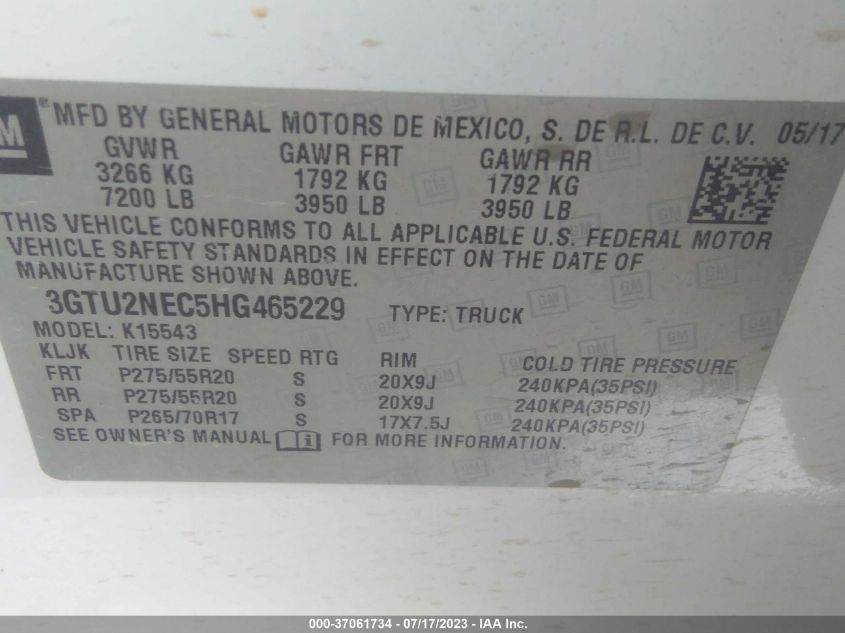 GM
® MFD BY GENERAL MOTORS DE MEXICO, S. DE R.L. DE C.V. 05/17
GVWR GAWR FRT GAWR RR
3266 KG 1792 KG 1792 KG
7200 LB 3950 LB 3950 LB
THIS VEHICLE CONFORMS TO ALL APPLICABLE U.S. FEDERAL MOTOR
VEHICLE SAFETY STANDARDS IN EFFECT ON THE DATE OF
MANUFACTURE SHOWN ABOVE.
3GTU2NEC5HG465229 TYPE: TRUCK
MODEL: K15543
KLJK TIRE SIZE SPEED RTG RIM COLD TIRE PRESSURE
FRT P275/55R20 S 20X9J 240KPA(35PSI)
RR P275/55R20 S 20X9J 240KPA(35PSI)
SPA P265/70R17 S 17X7.5J 240KPA(35PSI)
SEE OWNER'S MANUAL i FOR MORE INFORMATION.
000-37061734 - 07/17/2023 - IAA Inc.